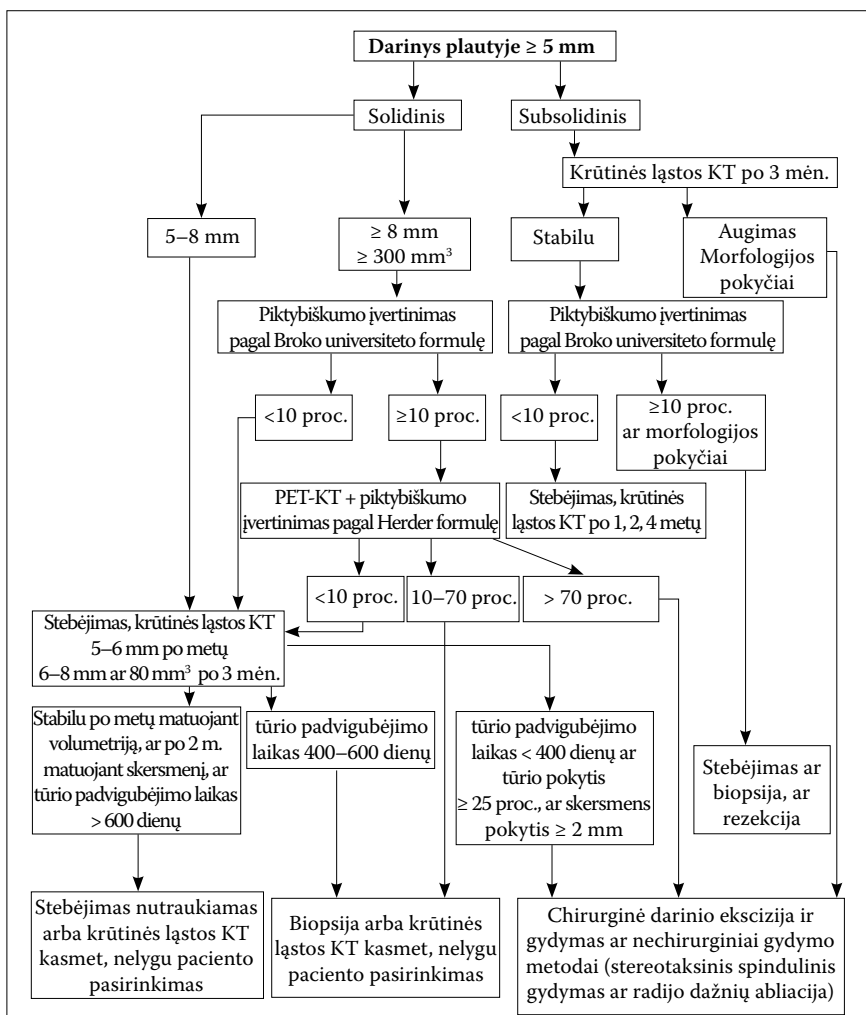 Darinys plautyje ≥ 5 mm
Solidinis
Subsolidinis
Krūtinės ląstos KT po 3 mėn.
5–8 mm
≥ 8 mm
≥ 300 mm³
Stabilu
Augimas
Morfologijos
pokyčiai
Piktybiškumo įvertinimas
pagal Broko universiteto formulę
Piktybiškumo įvertinimas
pagal Broko universiteto formulę
<10 proc.
≥10 proc.
<10 proc.
≥10 proc.
ar morfologijos
pokyčiai
PET-KT + piktybiškumo
įvertinimas pagal Herder formulę
Stebėjimas, krūtinės
ląstos KT po 1, 2, 4 metų
<10 proc.
10–70 proc.
> 70 proc.
Stebėjimas, krūtinės ląstos KT
5–6 mm po metų
6–8 mm ar 80 mm³ po 3 mėn.
Stabilu po metų matuojant
volumetriją, ar po 2 m.
matuojant skersmenį, ar
tūrio padvigubėjimo laikas
> 600 dienų
tūrio padvigubėjimo
laikas 400–600 dienų
tūrio padvigubėjimo
laikas < 400 dienų ar
tūrio pokytis
≥ 25 proc., ar skersmens
pokytis ≥ 2 mm
Stebėjimas ar
biopsija, ar
rezekcija
Stebėjimas nutraukiamas
arba krūtinės ląstos KT
kasmet, nelygu paciento
pasirinkimas
Biopsija arba krūtinės
ląstos KT kasmet, nelygu
paciento pasirinkimas
Chirurginė darinio ekscizija ir
gydymas ar nechirurginiai gydymo
metodai (stereotaksinis spindulinis
gydymas ar radijo dažnių abliacija)